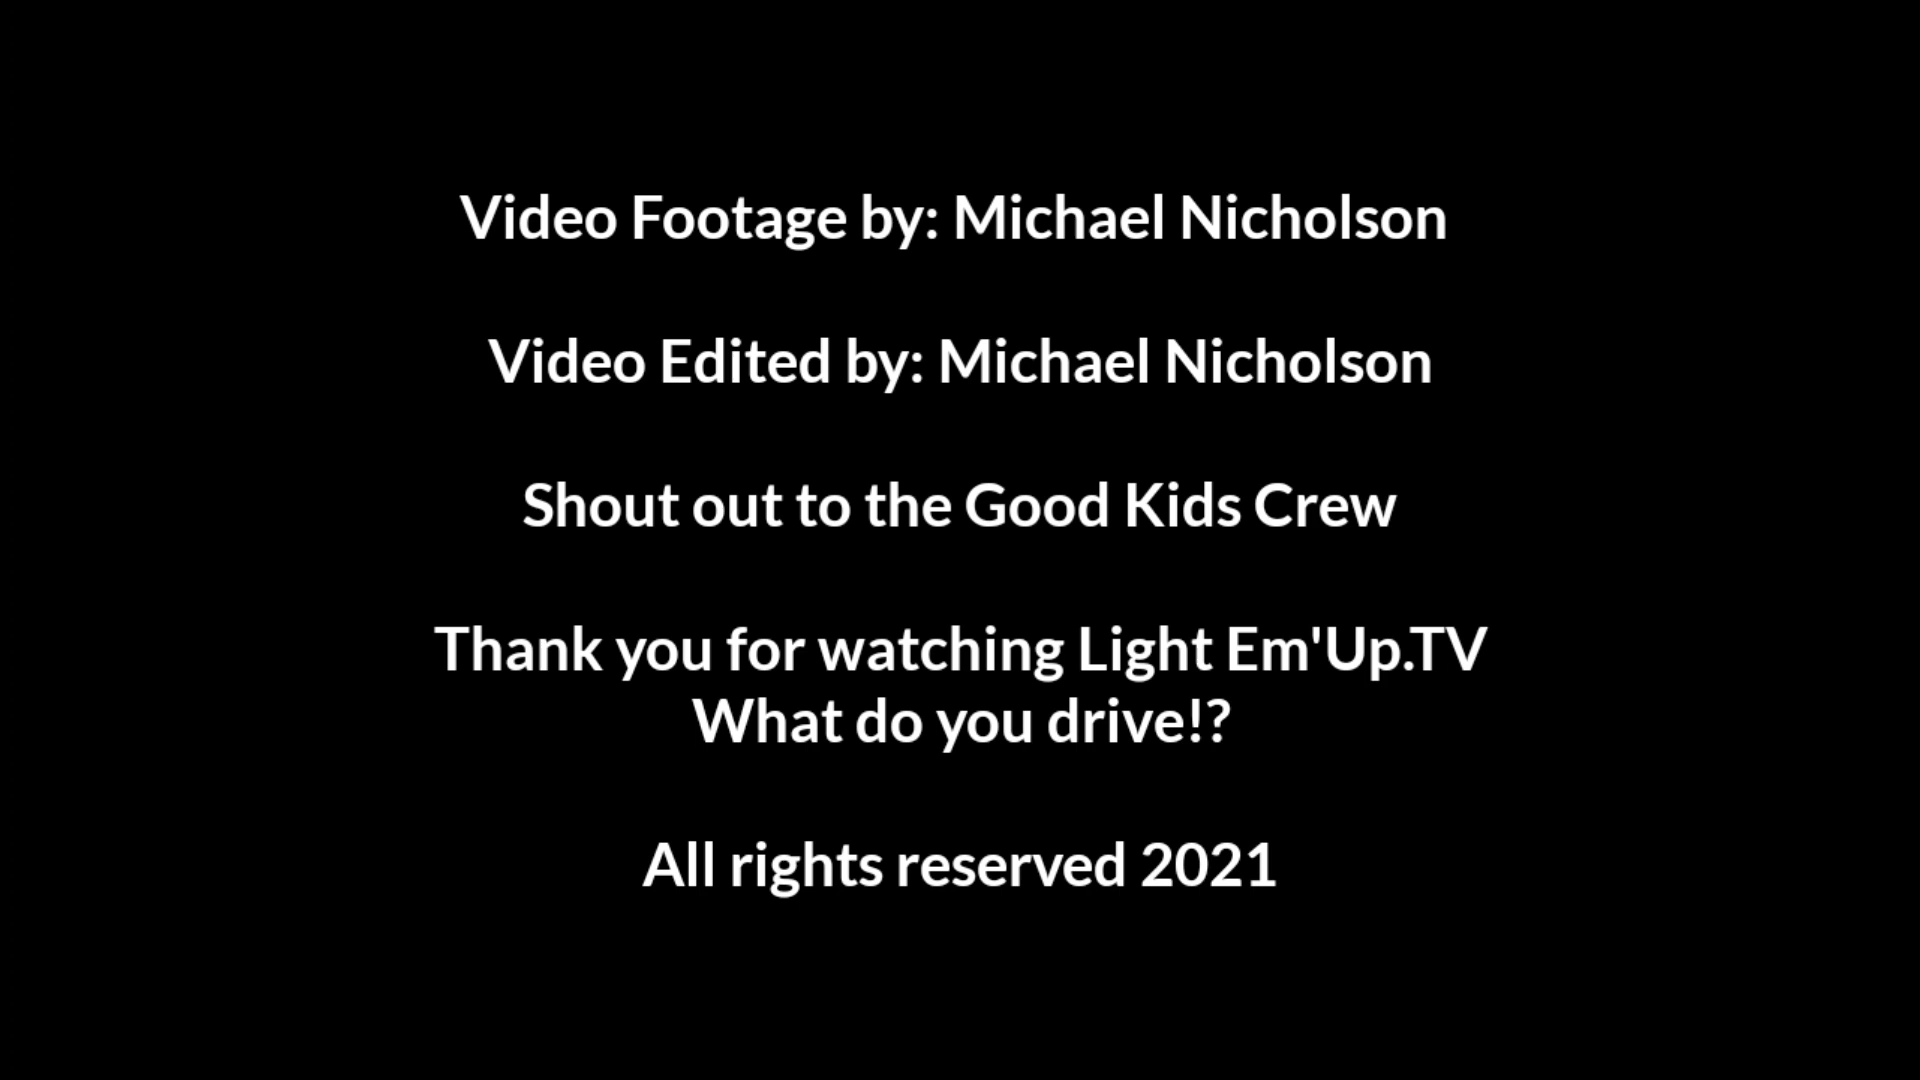 Video Footage by: Michael Nicholson
Video Edited by: Michael Nicholson
Shout out to the Good Kids Crew
Thank you for watching Light Em'Up.TV
What do you drive!?
All rights reserved 2021